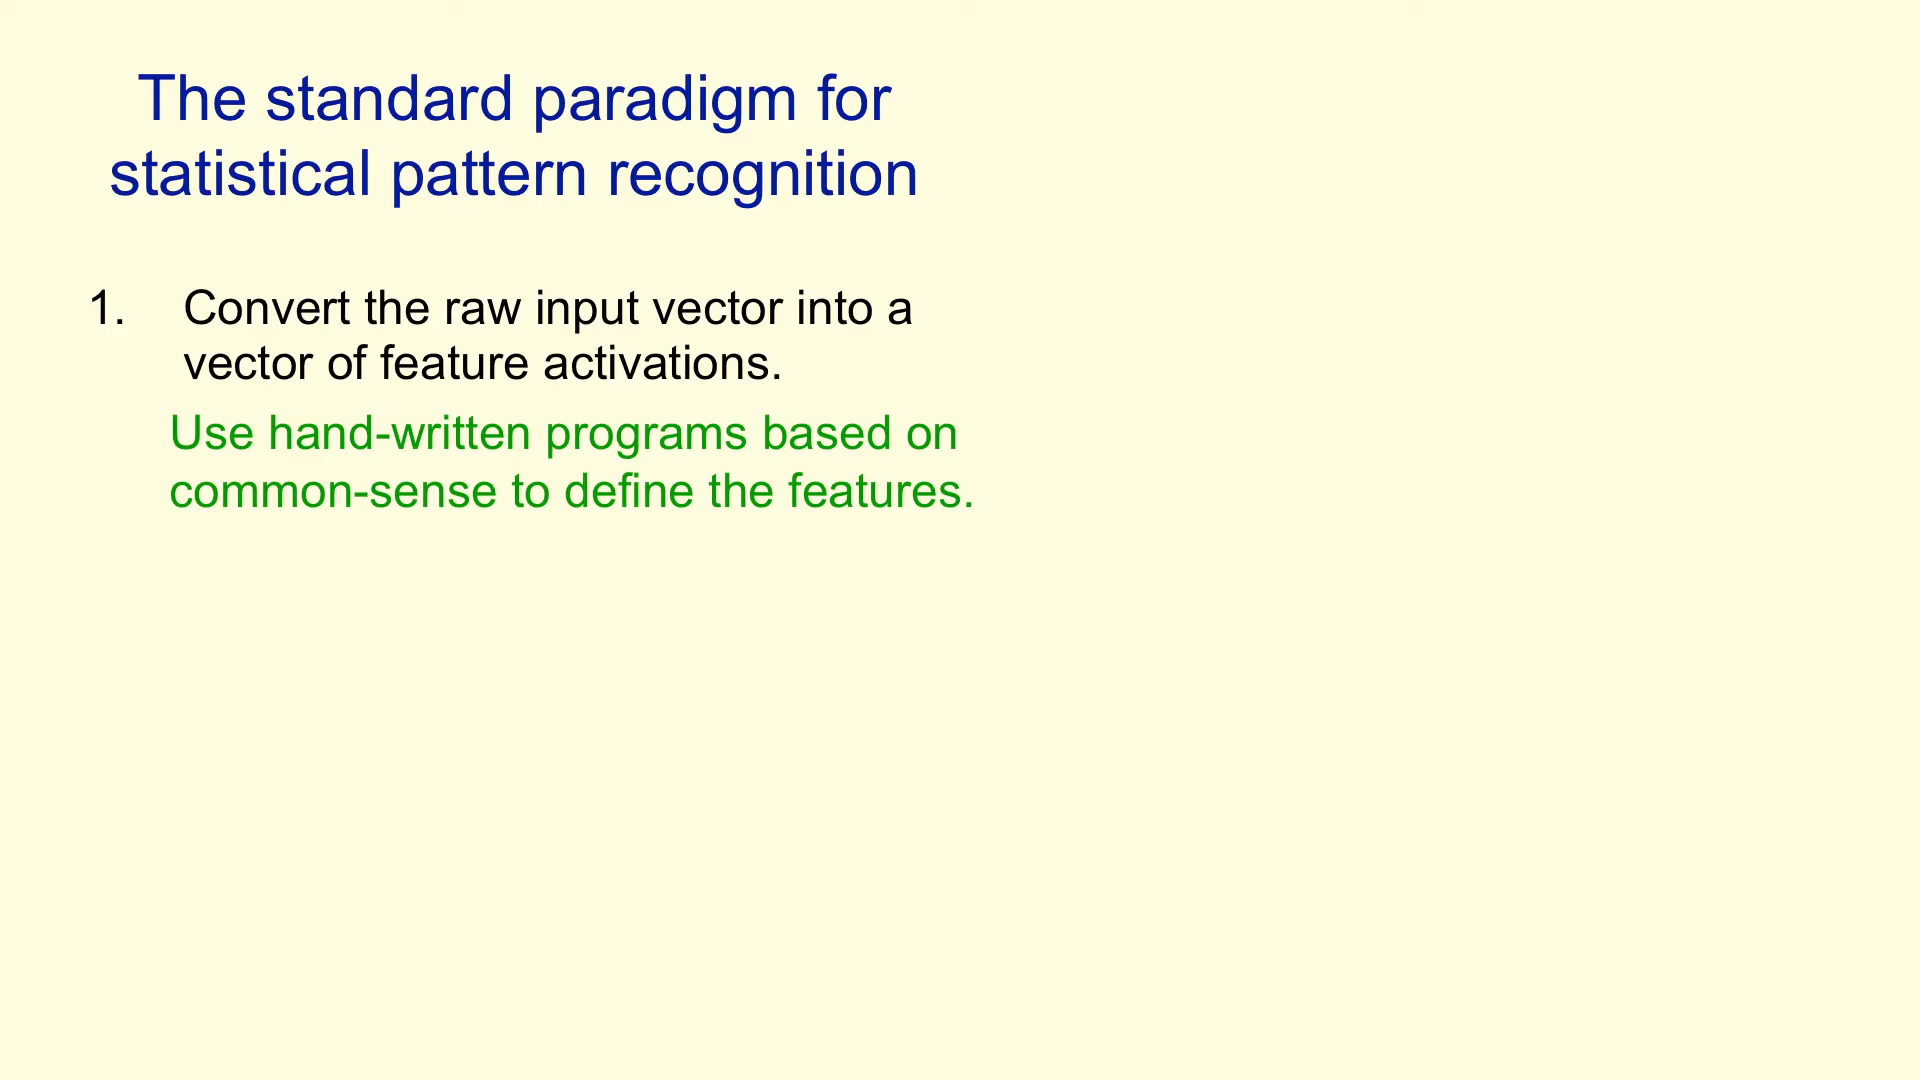 The standard paradigm for
statistical pattern recognition
1. Convert the raw input vector into a
vector of feature activations.
Use hand-written programs based on
common-sense to define the features.